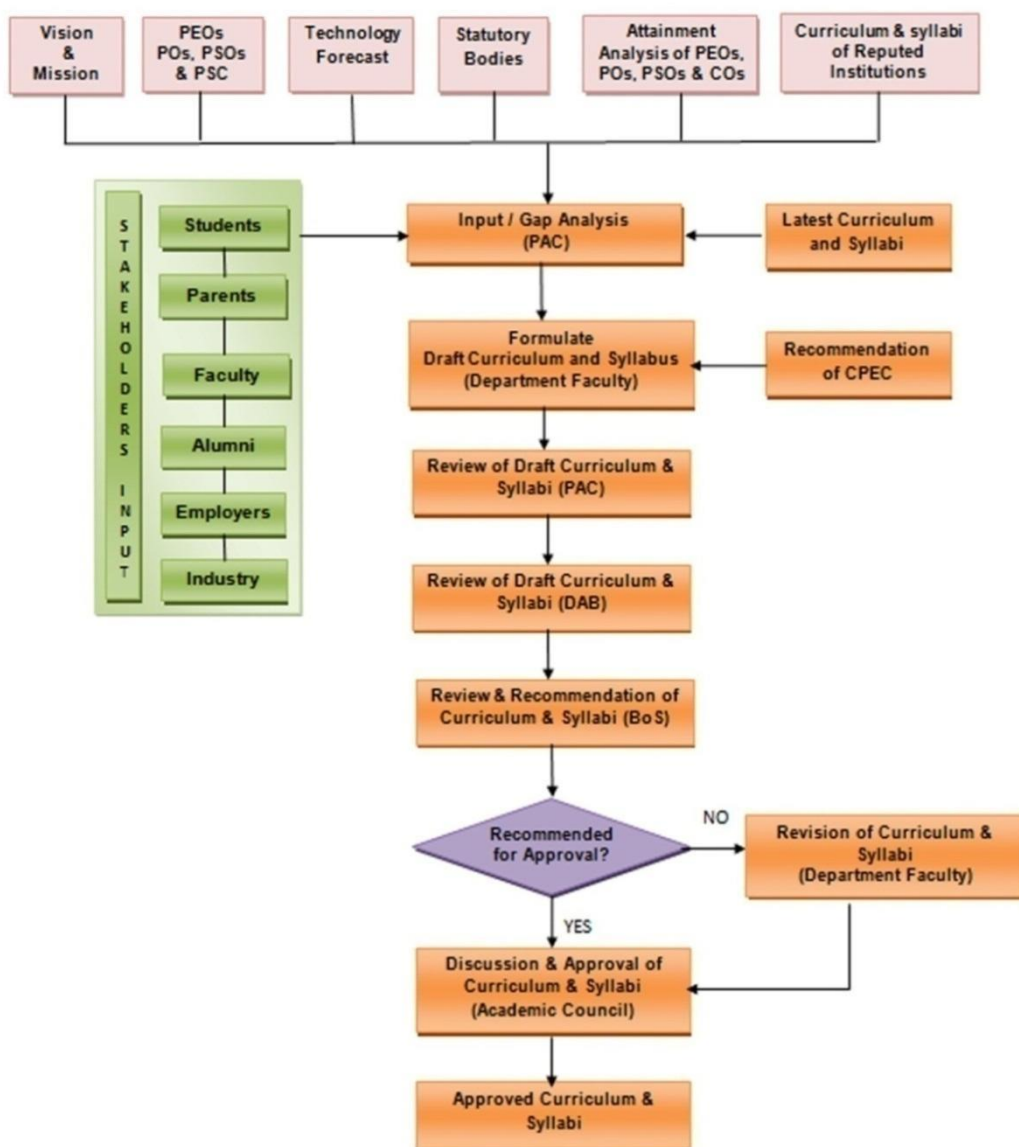 Vision
&
Mission
PEOs
POs, PSOs
& PSC
Technology
Forecast
Statutory
Bodies
Attainment
Analysis of PEOs,
POs, PSOs & COs
Curriculum & syllabi
of Reputed
Institutions
STAKEHOLDERS INPUT
Students
Parents
Faculty
Alumni
Employers
Industry
Input / Gap Analysis
(PAC)
Latest Curriculum
and Syllabi
Formulate
Draft Curriculum and Syllabus
(Department Faculty)
Recommendation
of CPEC
Review of Draft Curriculum &
Syllabi (PAC)
Review of Draft Curriculum &
Syllabi (DAB)
Review & Recommendation of
Curriculum & Syllabi (BoS)
Recommended
for Approval?
NO
Revision of Curriculum &
Syllabi
(Department Faculty)
YES
Discussion & Approval of
Curriculum & Syllabi
(Academic Council)
Approved Curriculum &
Syllabi